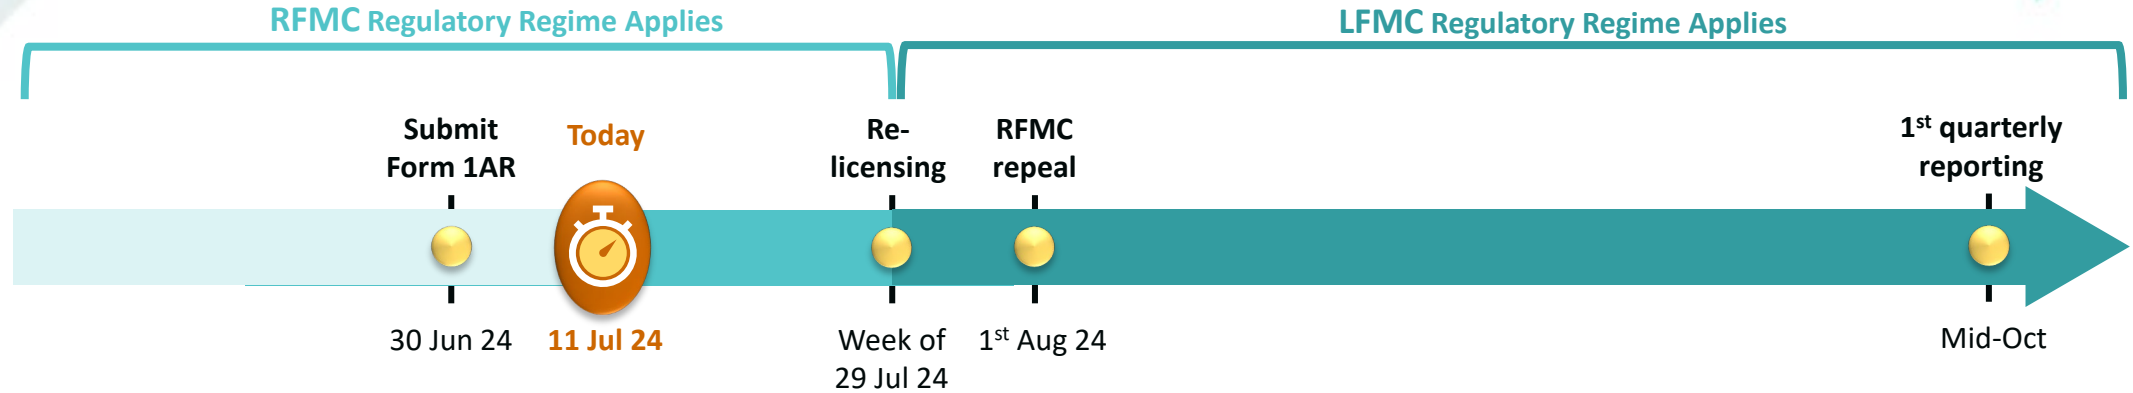 RFMC Regulatory Regime Applies
LFMC Regulatory Regime Applies
Submit
Form 1AR
Today
Re-
licensing
RFMC
repeal
1st quarterly
reporting
30 Jun 24
11 Jul 24
Week of
29 Jul 24
1st Aug 24
Mid-Oct